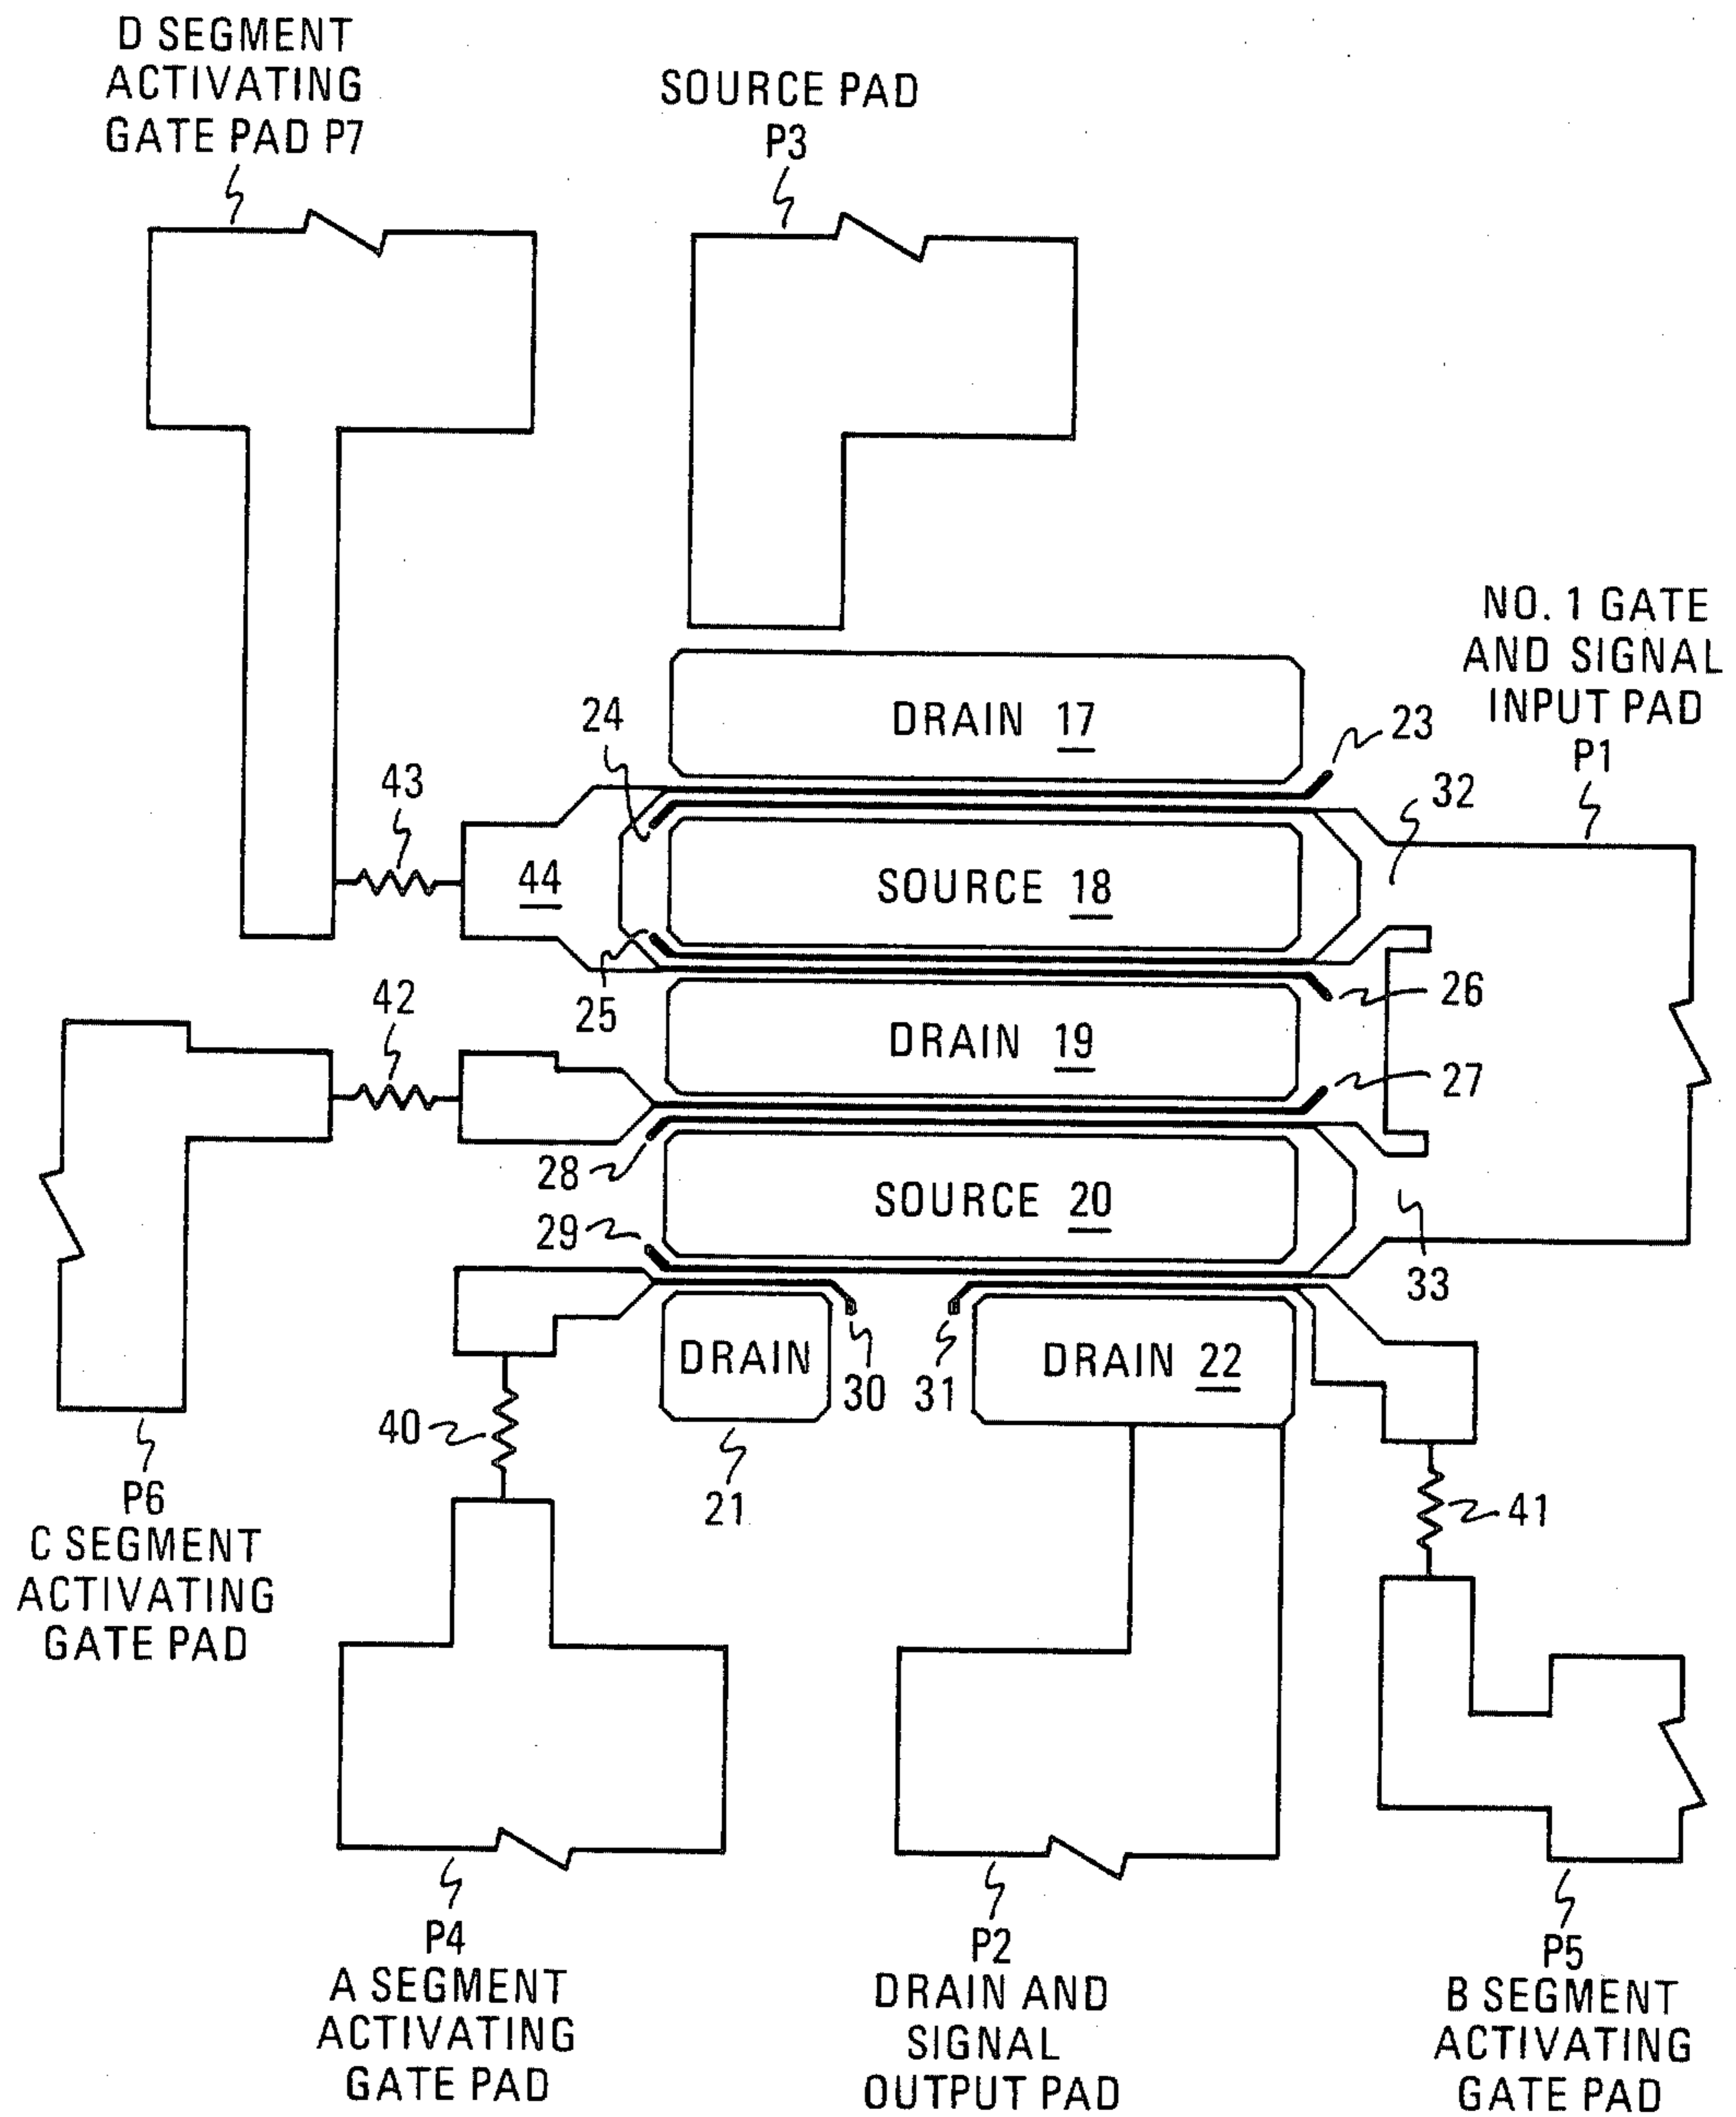 D SEGMENT
ACTIVATING
GATE PAD P7
SOURCE PAD
P3
NO. 1 GATE
AND SIGNAL
INPUT PAD
P1
DRAIN 17
24
23
43
32
44
SOURCE 18
25
26
42
DRAIN 19
27
28
SOURCE 20
29
33
DRAIN
30
31
DRAIN 22
40
21
41
P6
C SEGMENT
ACTIVATING
GATE PAD
P4
A SEGMENT
ACTIVATING
GATE PAD
P2
DRAIN AND
SIGNAL
OUTPUT PAD
P5
B SEGMENT
ACTIVATING
GATE PAD